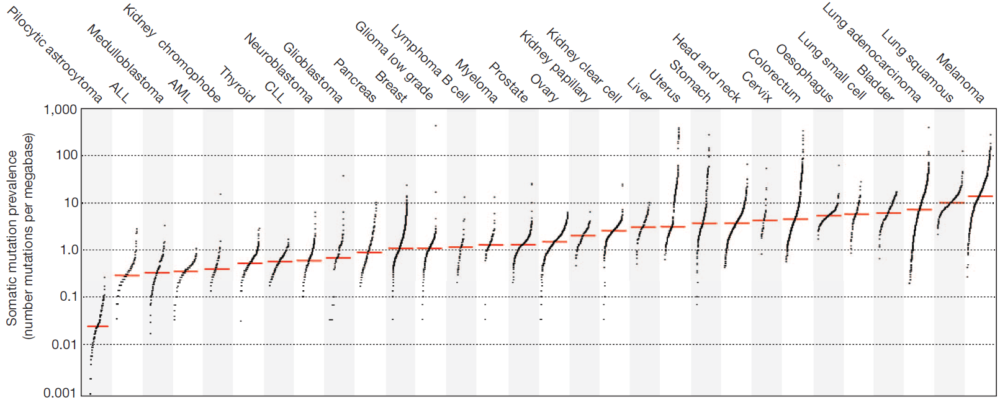 Pilocytic astrocytoma
ALL
Medulloblastoma
AML
Kidney chromophobe
Thyroid
CLL
Neuroblastoma
Glioblastoma
Pancreas
Breast
Glioma low grade
Lymphoma B cell
Myeloma
Prostate
Ovary
Kidney papillary
Kidney clear cell
Liver
Uterus
Stomach
Head and neck
Cervix
Colorectum
Oesophagus
Lung small cell
Bladder
Lung adenocarcinoma
Lung squamous
Melanoma
Somatic mutation prevalence
(number mutations per megabase)
1,000
100
10
1.0
0.1
0.01
0.001